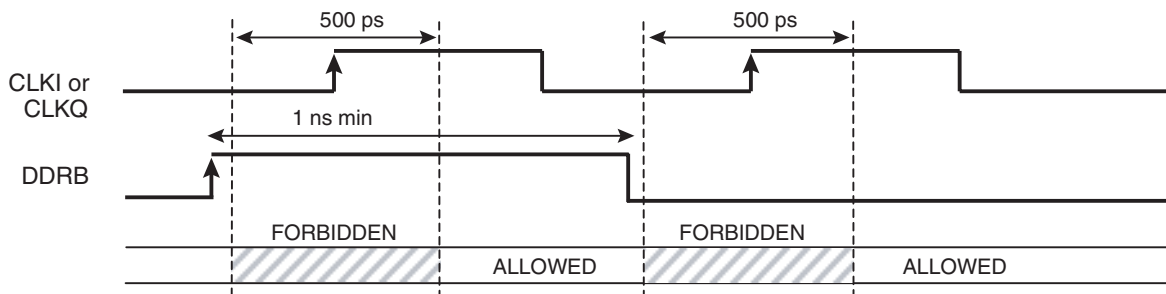 500 ps
500 ps
CLKI or
CLKQ
1 ns min
DDRB
FORBIDDEN
FORBIDDEN
ALLOWED
ALLOWED